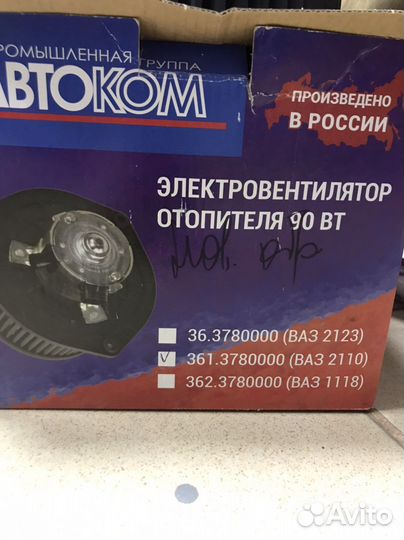 РОМЫШЛЕННАЯ ГРУППА
АВТОКОМ
ПРОИЗВЕДЕНО
В РОССИИ
ЭЛЕКТРОВЕНТИЛЯТОР
ОТОПИТЕЛЯ 90 ВТ
36.3780000 (ВАЗ 2123)
361.3780000 (ВАЗ 2110)
362.3780000 (ВАЗ 1118)
Avito